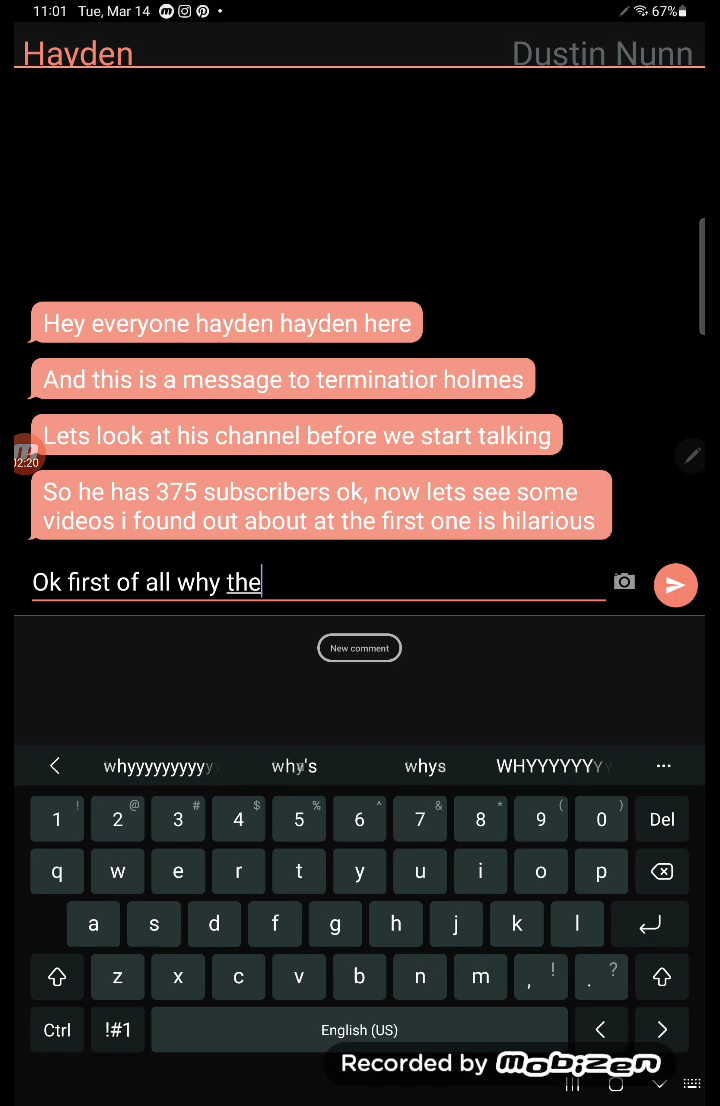 11:01 Tue, Mar 14 67%
Hayden Dustin Nunn
Hey everyone hayden hayden here
And this is a message to terminatior holmes
Lets look at his channel before we start talking
02:20
So he has 375 subscribers ok, now lets see some
videos i found out about at the first one is hilarious
Ok first of all why the
New comment
whyyyyyyyyyy why's whys WHYYYYYYY ...
! @ # $ % ^ & * ( )
1 2 3 4 5 6 7 8 9 0 Del
q w e r t y u i o p
a s d f g h j k l
z x c v b n m , ! . ?
Ctrl !#1 English (US) < >
Recorded by mobizen